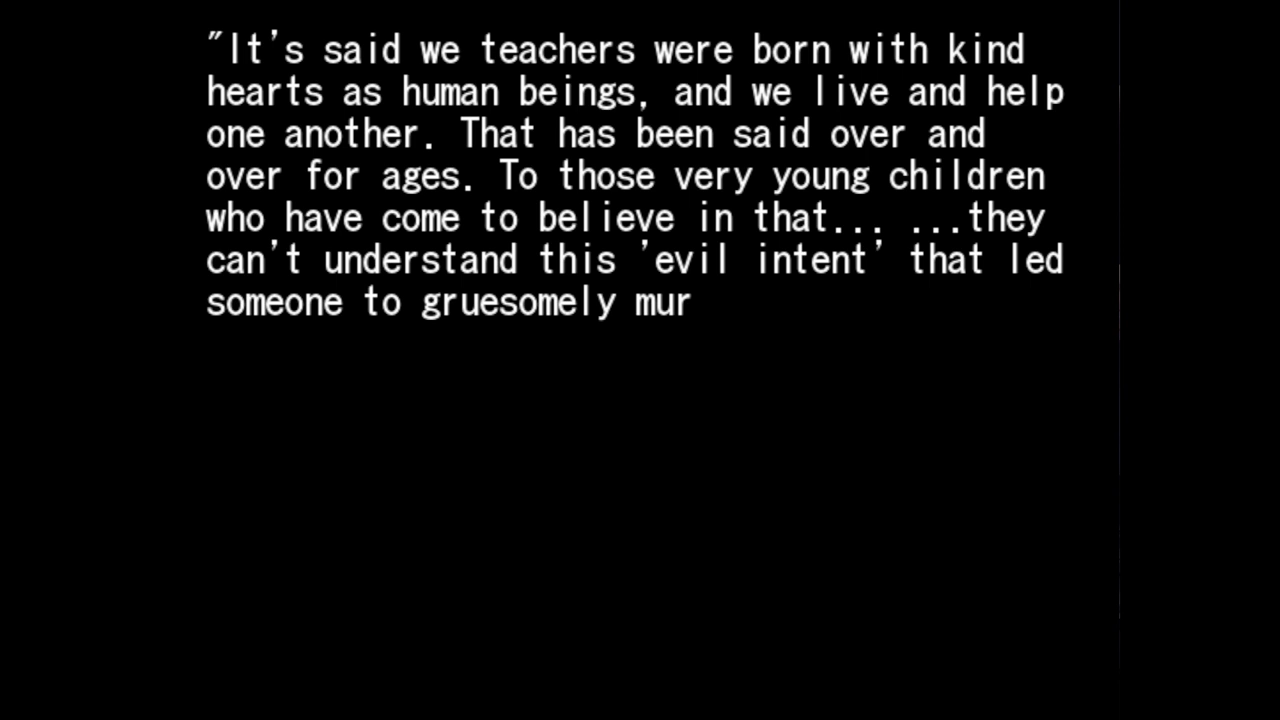 "It's said we teachers were born with kind
hearts as human beings, and we live and help
one another. That has been said over and
over for ages. To those very young children
who have come to believe in that... ...they
can't understand this 'evil intent' that led
someone to gruesomely mur